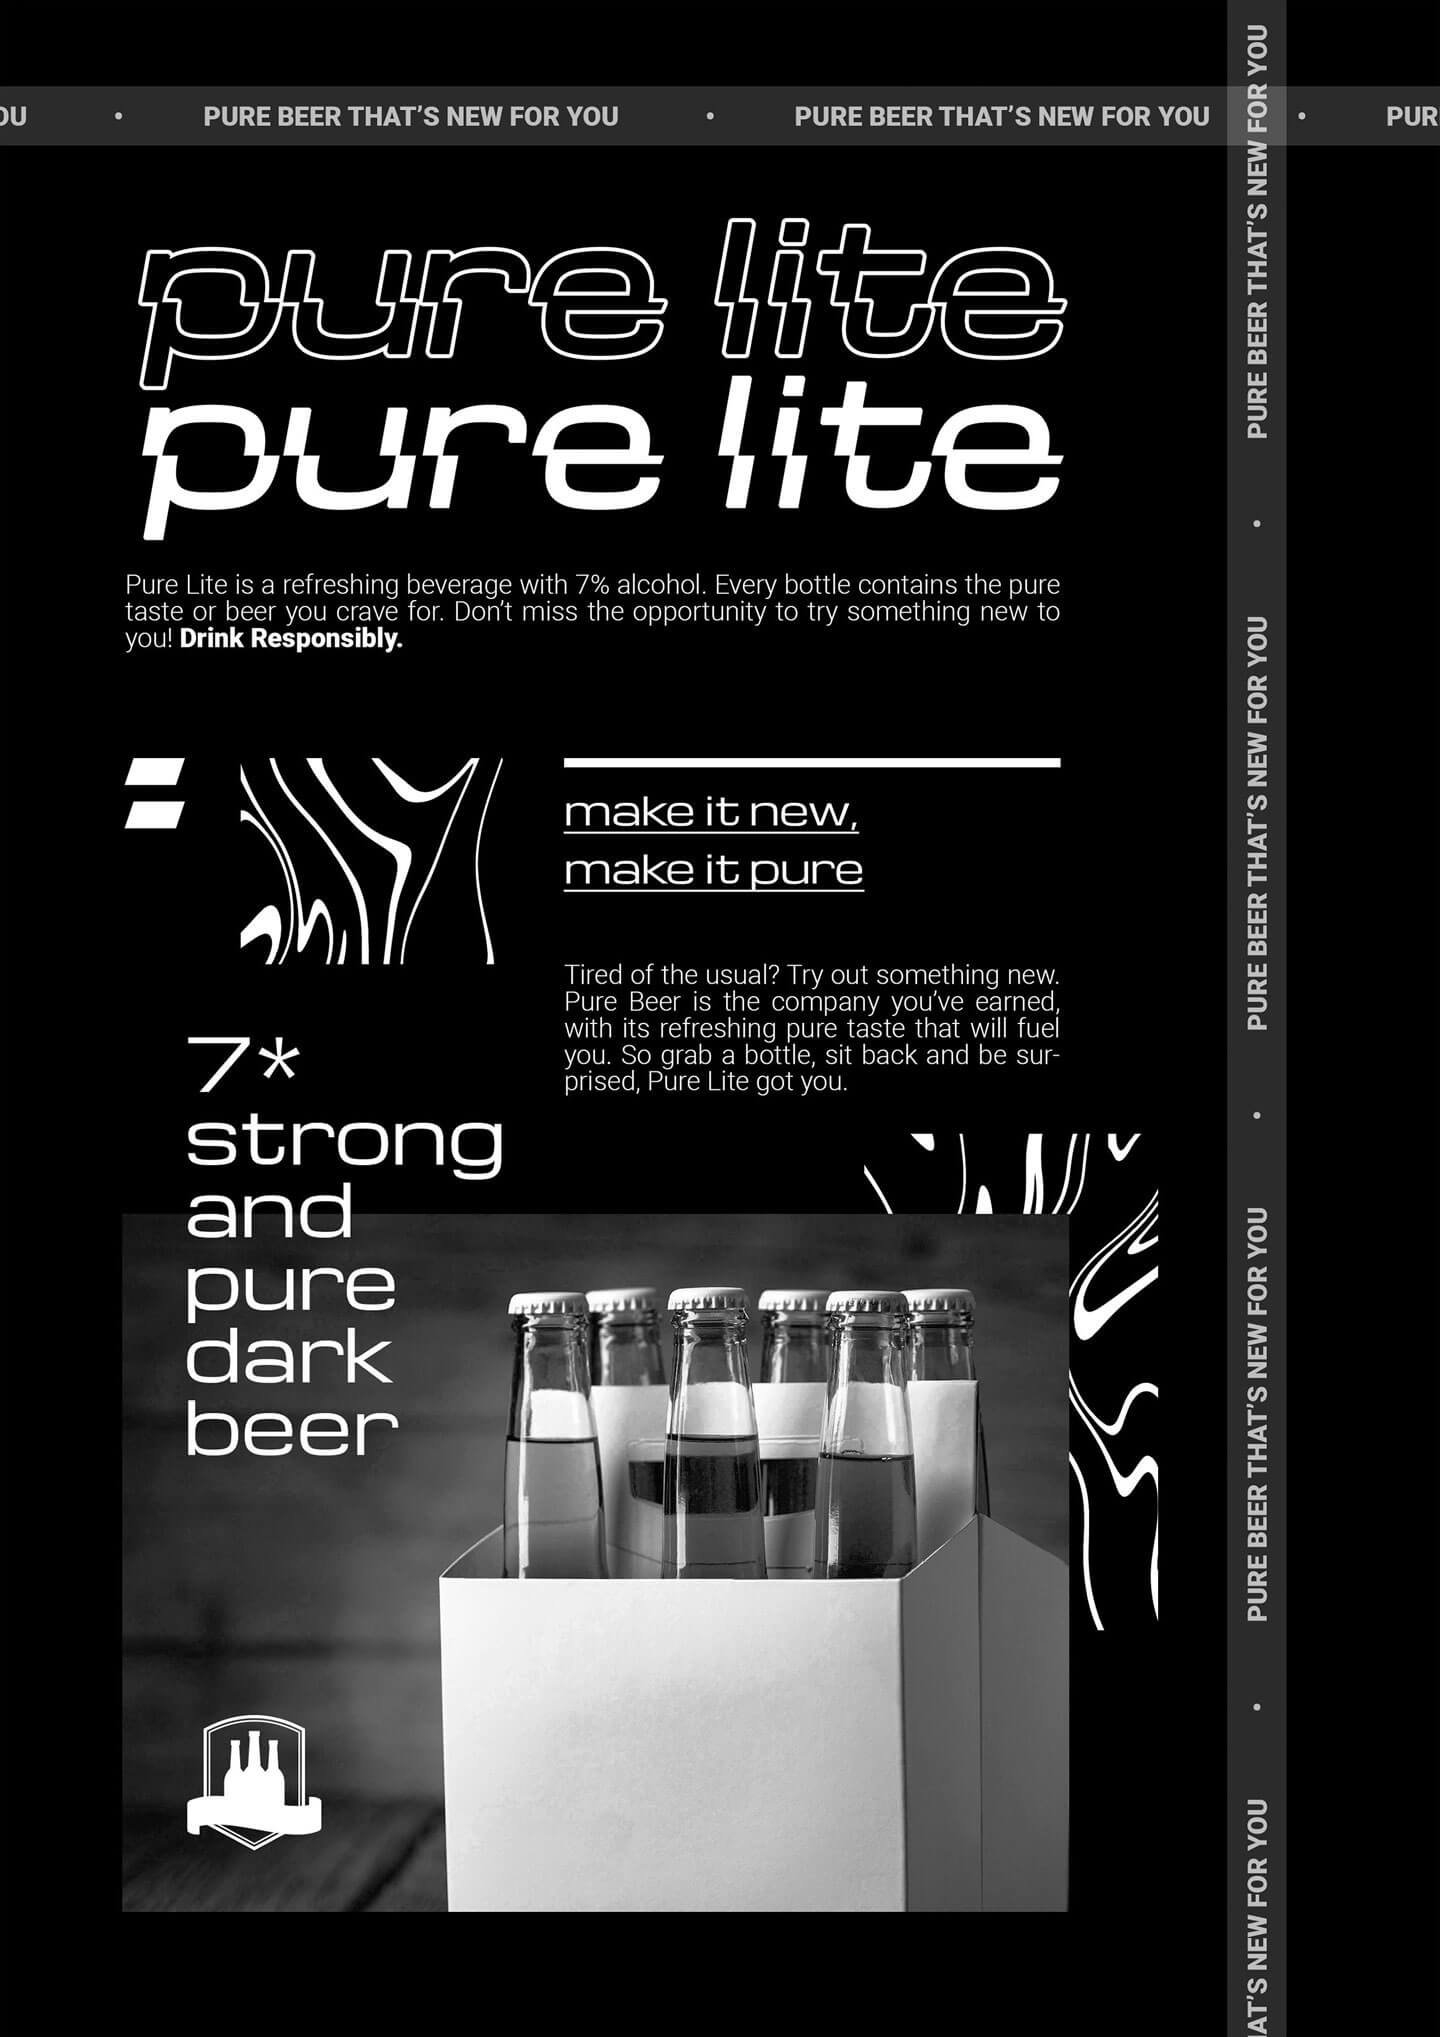 OU • PURE BEER THAT'S NEW FOR YOU • PURE BEER THAT'S NEW FOR YOU • PUR
pure lite
pure lite
Pure Lite is a refreshing beverage with 7% alcohol. Every bottle contains the pure
taste or beer you crave for. Don't miss the opportunity to try something new to
you! Drink Responsibly.
make it new,
make it pure
Tired of the usual? Try out something new.
Pure Beer is the company you've earned,
with its refreshing pure taste that will fuel
you. So grab a bottle, sit back and be sur-
prised, Pure Lite got you.
7*
strong
and
pure
dark
beer
HAT'S NEW FOR YOU • PURE BEER THAT'S NEW FOR YOU • PURE BEER THAT'S NEW FOR YOU • PURE BEER THAT'S NEW FOR YOU